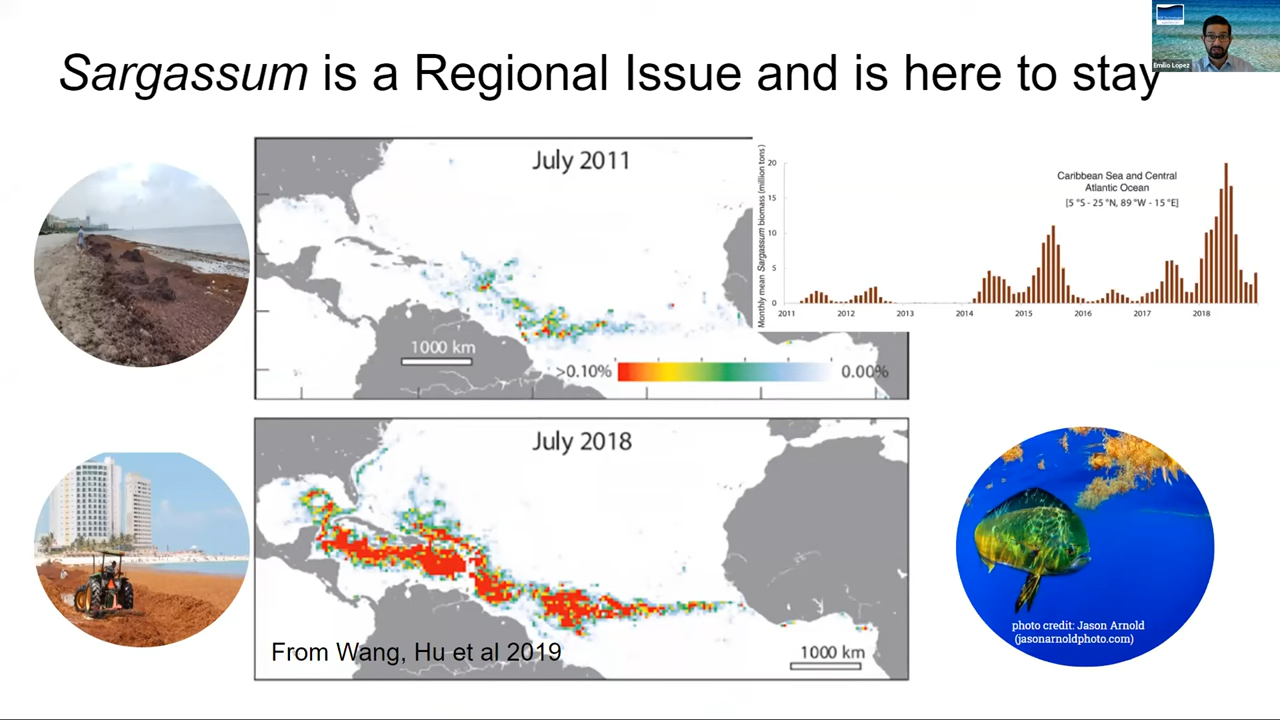 Sargassum is a Regional Issue and is here to stay
Emilio Lopez
July 2011
1000 km
>0.10%
0.00%
Monthly mean Sargassum biomass (million tons)
20
15
10
5
0
Caribbean Sea and Central
Atlantic Ocean
[5 °S - 25 °N, 89 °W - 15 °E]
2011 2012 2013 2014 2015 2016 2017 2018
July 2018
From Wang, Hu et al 2019
1000 km
photo credit: Jason Arnold
(jasonarnoldphoto.com)